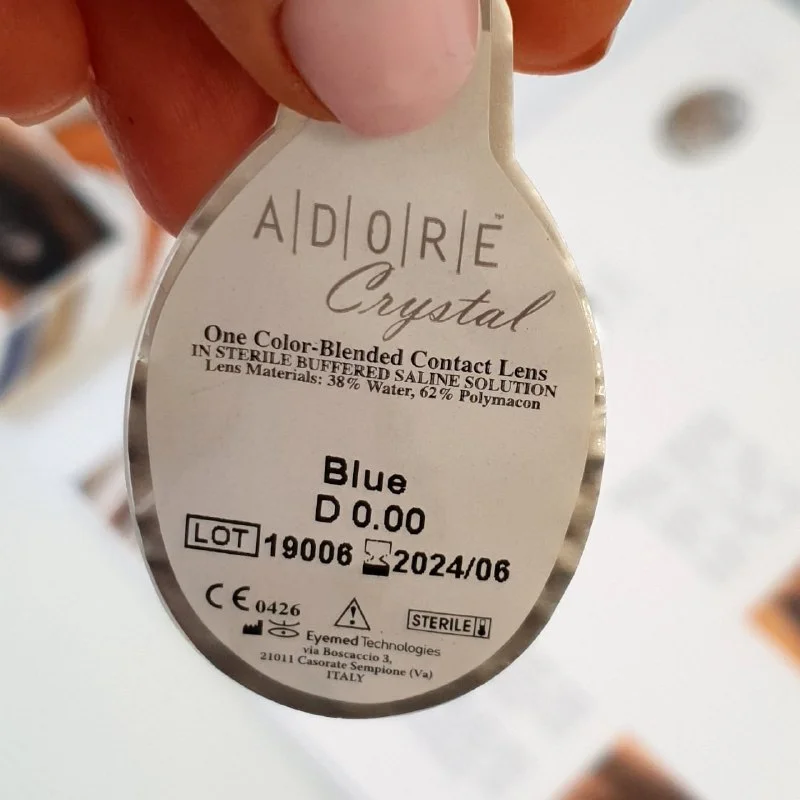 A|D|O|R|E™
Crystal
One Color-Blended Contact Lens
IN STERILE BUFFERED SALINE SOLUTION
Lens Materials: 38% Water, 62% Polymacon
Blue
D 0.00
LOT 19006 2024/06
CE 0426 STERILE
Eyemed Technologies
via Boscaccio 3,
21011 Casorate Sempione (Va)
ITALY